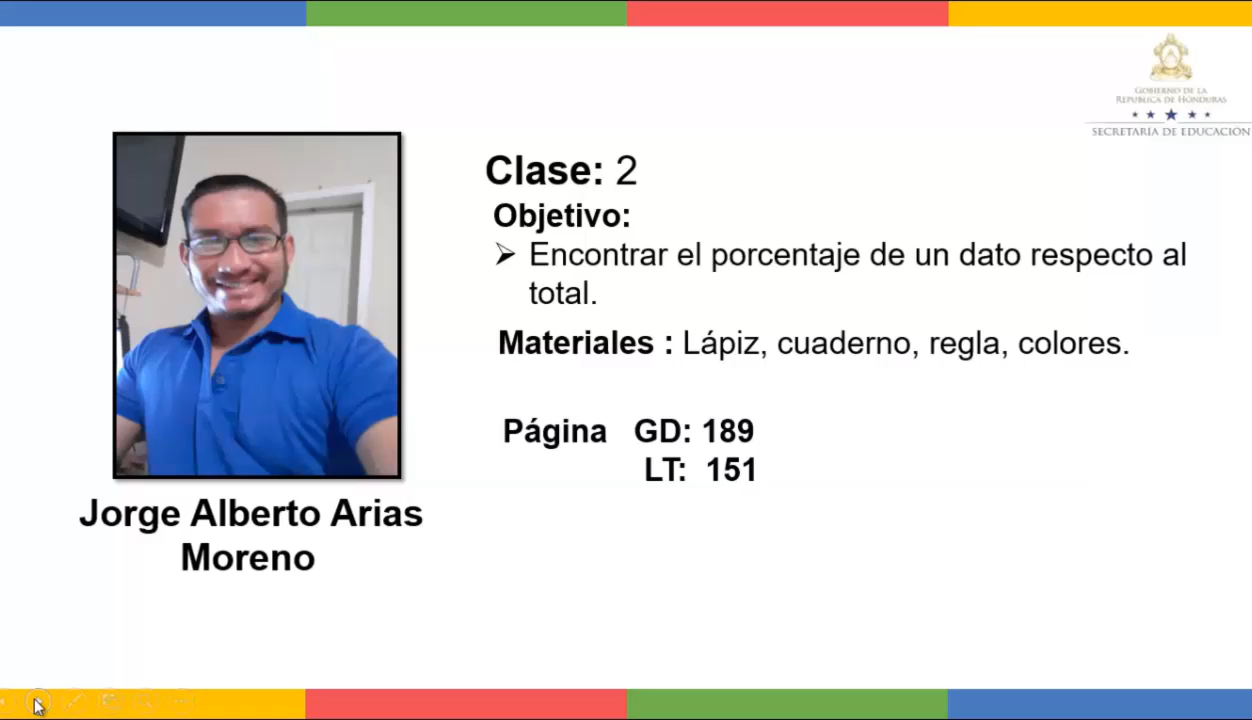 GOBIERNO DE LA
REPÚBLICA DE HONDURAS
SECRETARÍA DE EDUCACIÓN
Clase: 2
Objetivo:
Encontrar el porcentaje de un dato respecto al
total.
Materiales : Lápiz, cuaderno, regla, colores.
Página GD: 189
LT: 151
Jorge Alberto Arias
Moreno